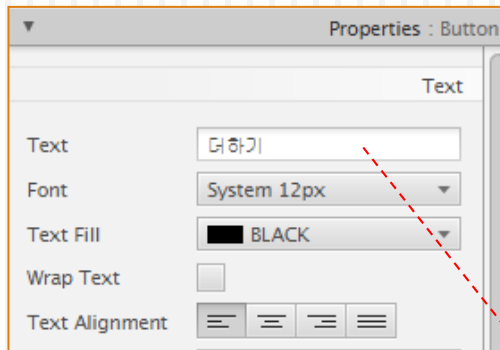 Properties : Button
Text
Text 더하기
Font System 12px
Text Fill BLACK
Wrap Text
Text Alignment